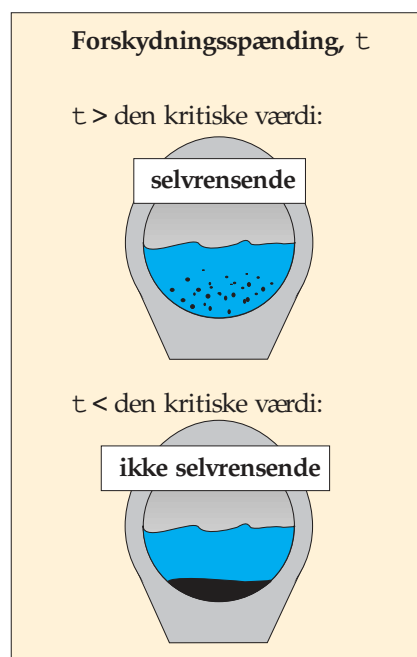 Forskydningsspænding, t
t > den kritiske værdi:
selvrensende
t < den kritiske værdi:
ikke selvrensende